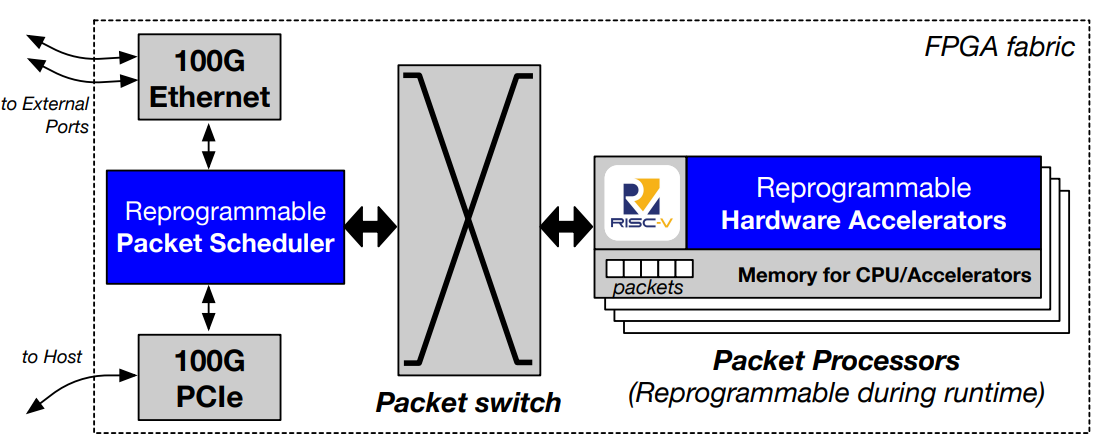 FPGA fabric
100G
Ethernet
to External
Ports
Reprogrammable
Packet Scheduler
RISC-V
Reprogrammable
Hardware Accelerators
packets
Memory for CPU/Accelerators
to Host
100G
PCIe
Packet switch
Packet Processors
(Reprogrammable during runtime)